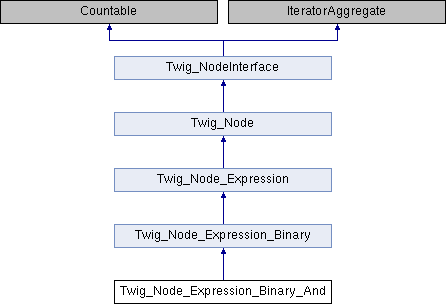 Countable
IteratorAggregate
Twig_NodeInterface
Twig_Node
Twig_Node_Expression
Twig_Node_Expression_Binary
Twig_Node_Expression_Binary_And